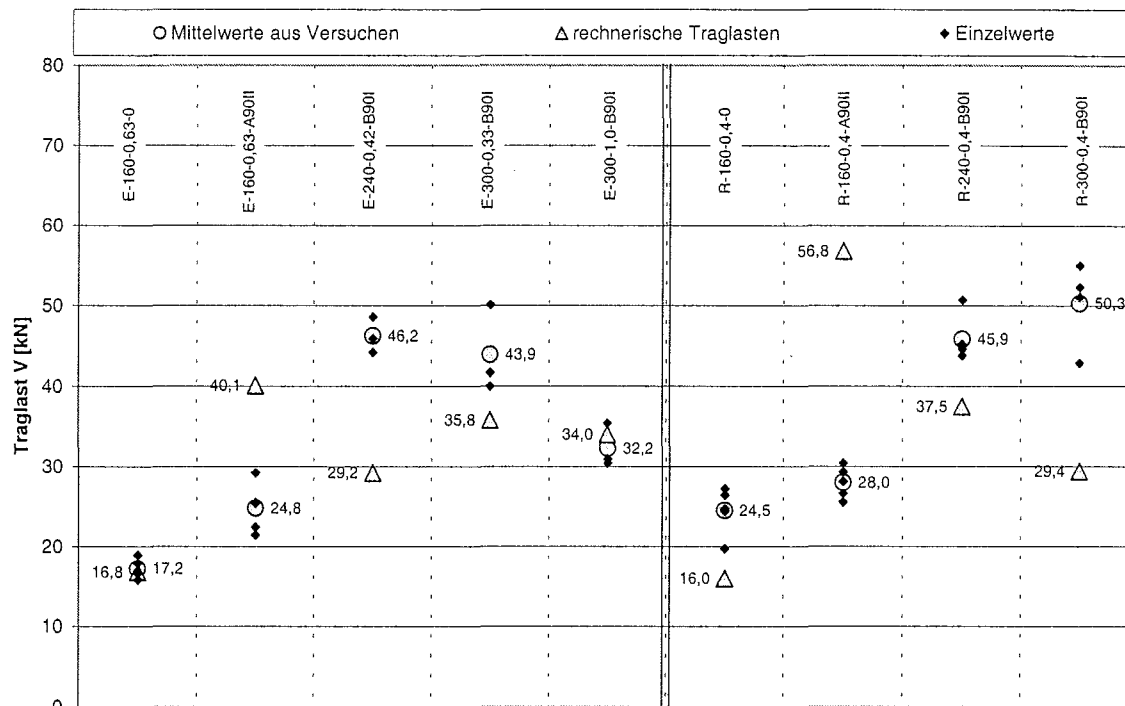 Mittelwerte aus Versuchen
rechnerische Traglasten
Einzelwerte
Traglast V [kN]
80
70
60
50
40
30
20
10
0
E-160-0,63-0
E-160-0,63-A90II
E-240-0,42-B90I
E-300-0,33-B90I
E-300-1,0-B90I
R-160-0,4-0
R-160-0,4-A90II
R-240-0,4-B90I
R-300-0,4-B90I
16,8
17,2
40,1
24,8
46,2
29,2
43,9
35,8
34,0
32,2
24,5
16,0
56,8
28,0
45,9
37,5
50,3
29,4